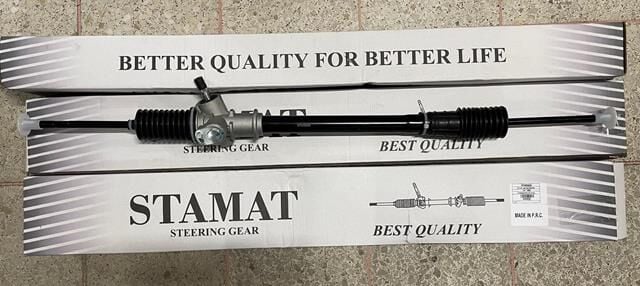 BETTER QUALITY FOR BETTER LIFE
STEERING GEAR
BEST QUALITY
STAMAT
STEERING GEAR
BEST QUALITY
MADE IN P.R.C.